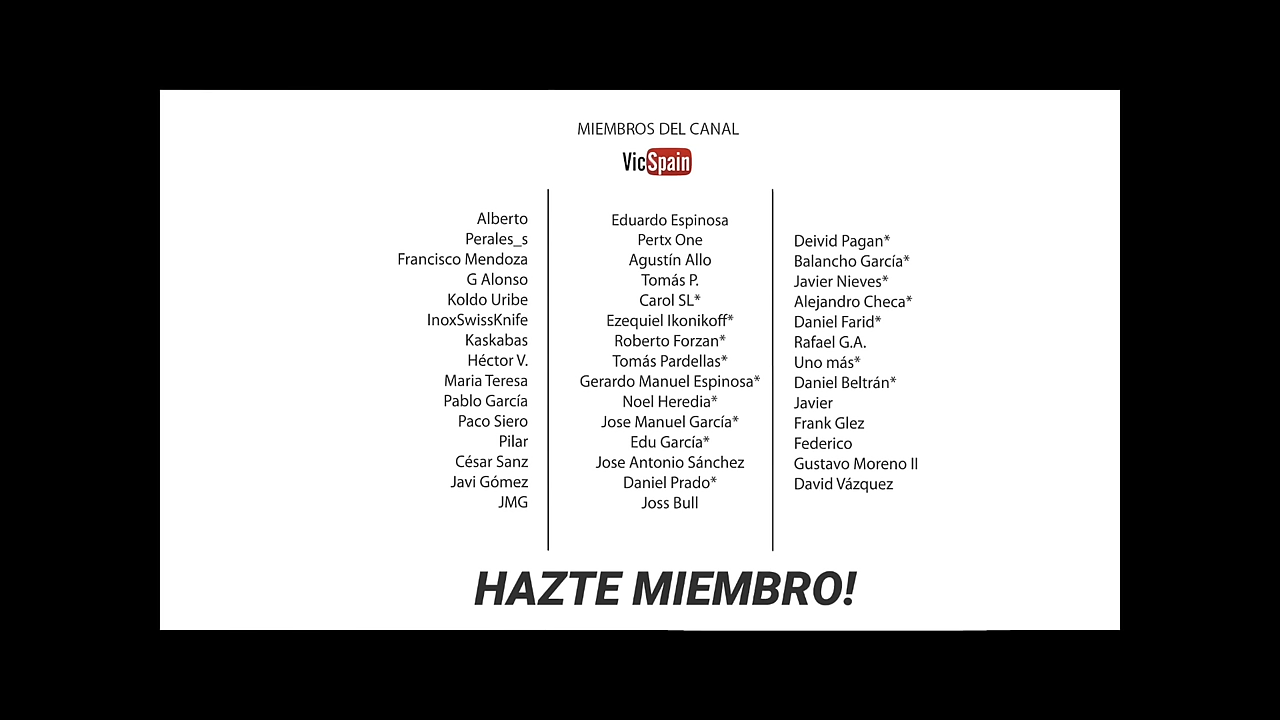 MIEMBROS DEL CANAL
VicSpain
Alberto
Perales_s
Francisco Mendoza
G Alonso
Koldo Uribe
InoxSwissKnife
Kaskabas
Héctor V.
Maria Teresa
Pablo García
Paco Siero
Pilar
César Sanz
Javi Gómez
JMG
Eduardo Espinosa
Pertx One
Agustín Allo
Tomás P.
Carol SL*
Ezequiel Ikonikoff*
Roberto Forzan*
Tomás Pardellas*
Gerardo Manuel Espinosa*
Noel Heredia*
Jose Manuel García*
Edu García*
Jose Antonio Sánchez
Daniel Prado*
Joss Bull
Deivid Pagan*
Balancho García*
Javier Nieves*
Alejandro Checa*
Daniel Farid*
Rafael G.A.
Uno más*
Daniel Beltrán*
Javier
Frank Glez
Federico
Gustavo Moreno II
David Vázquez
HAZTE MIEMBRO!